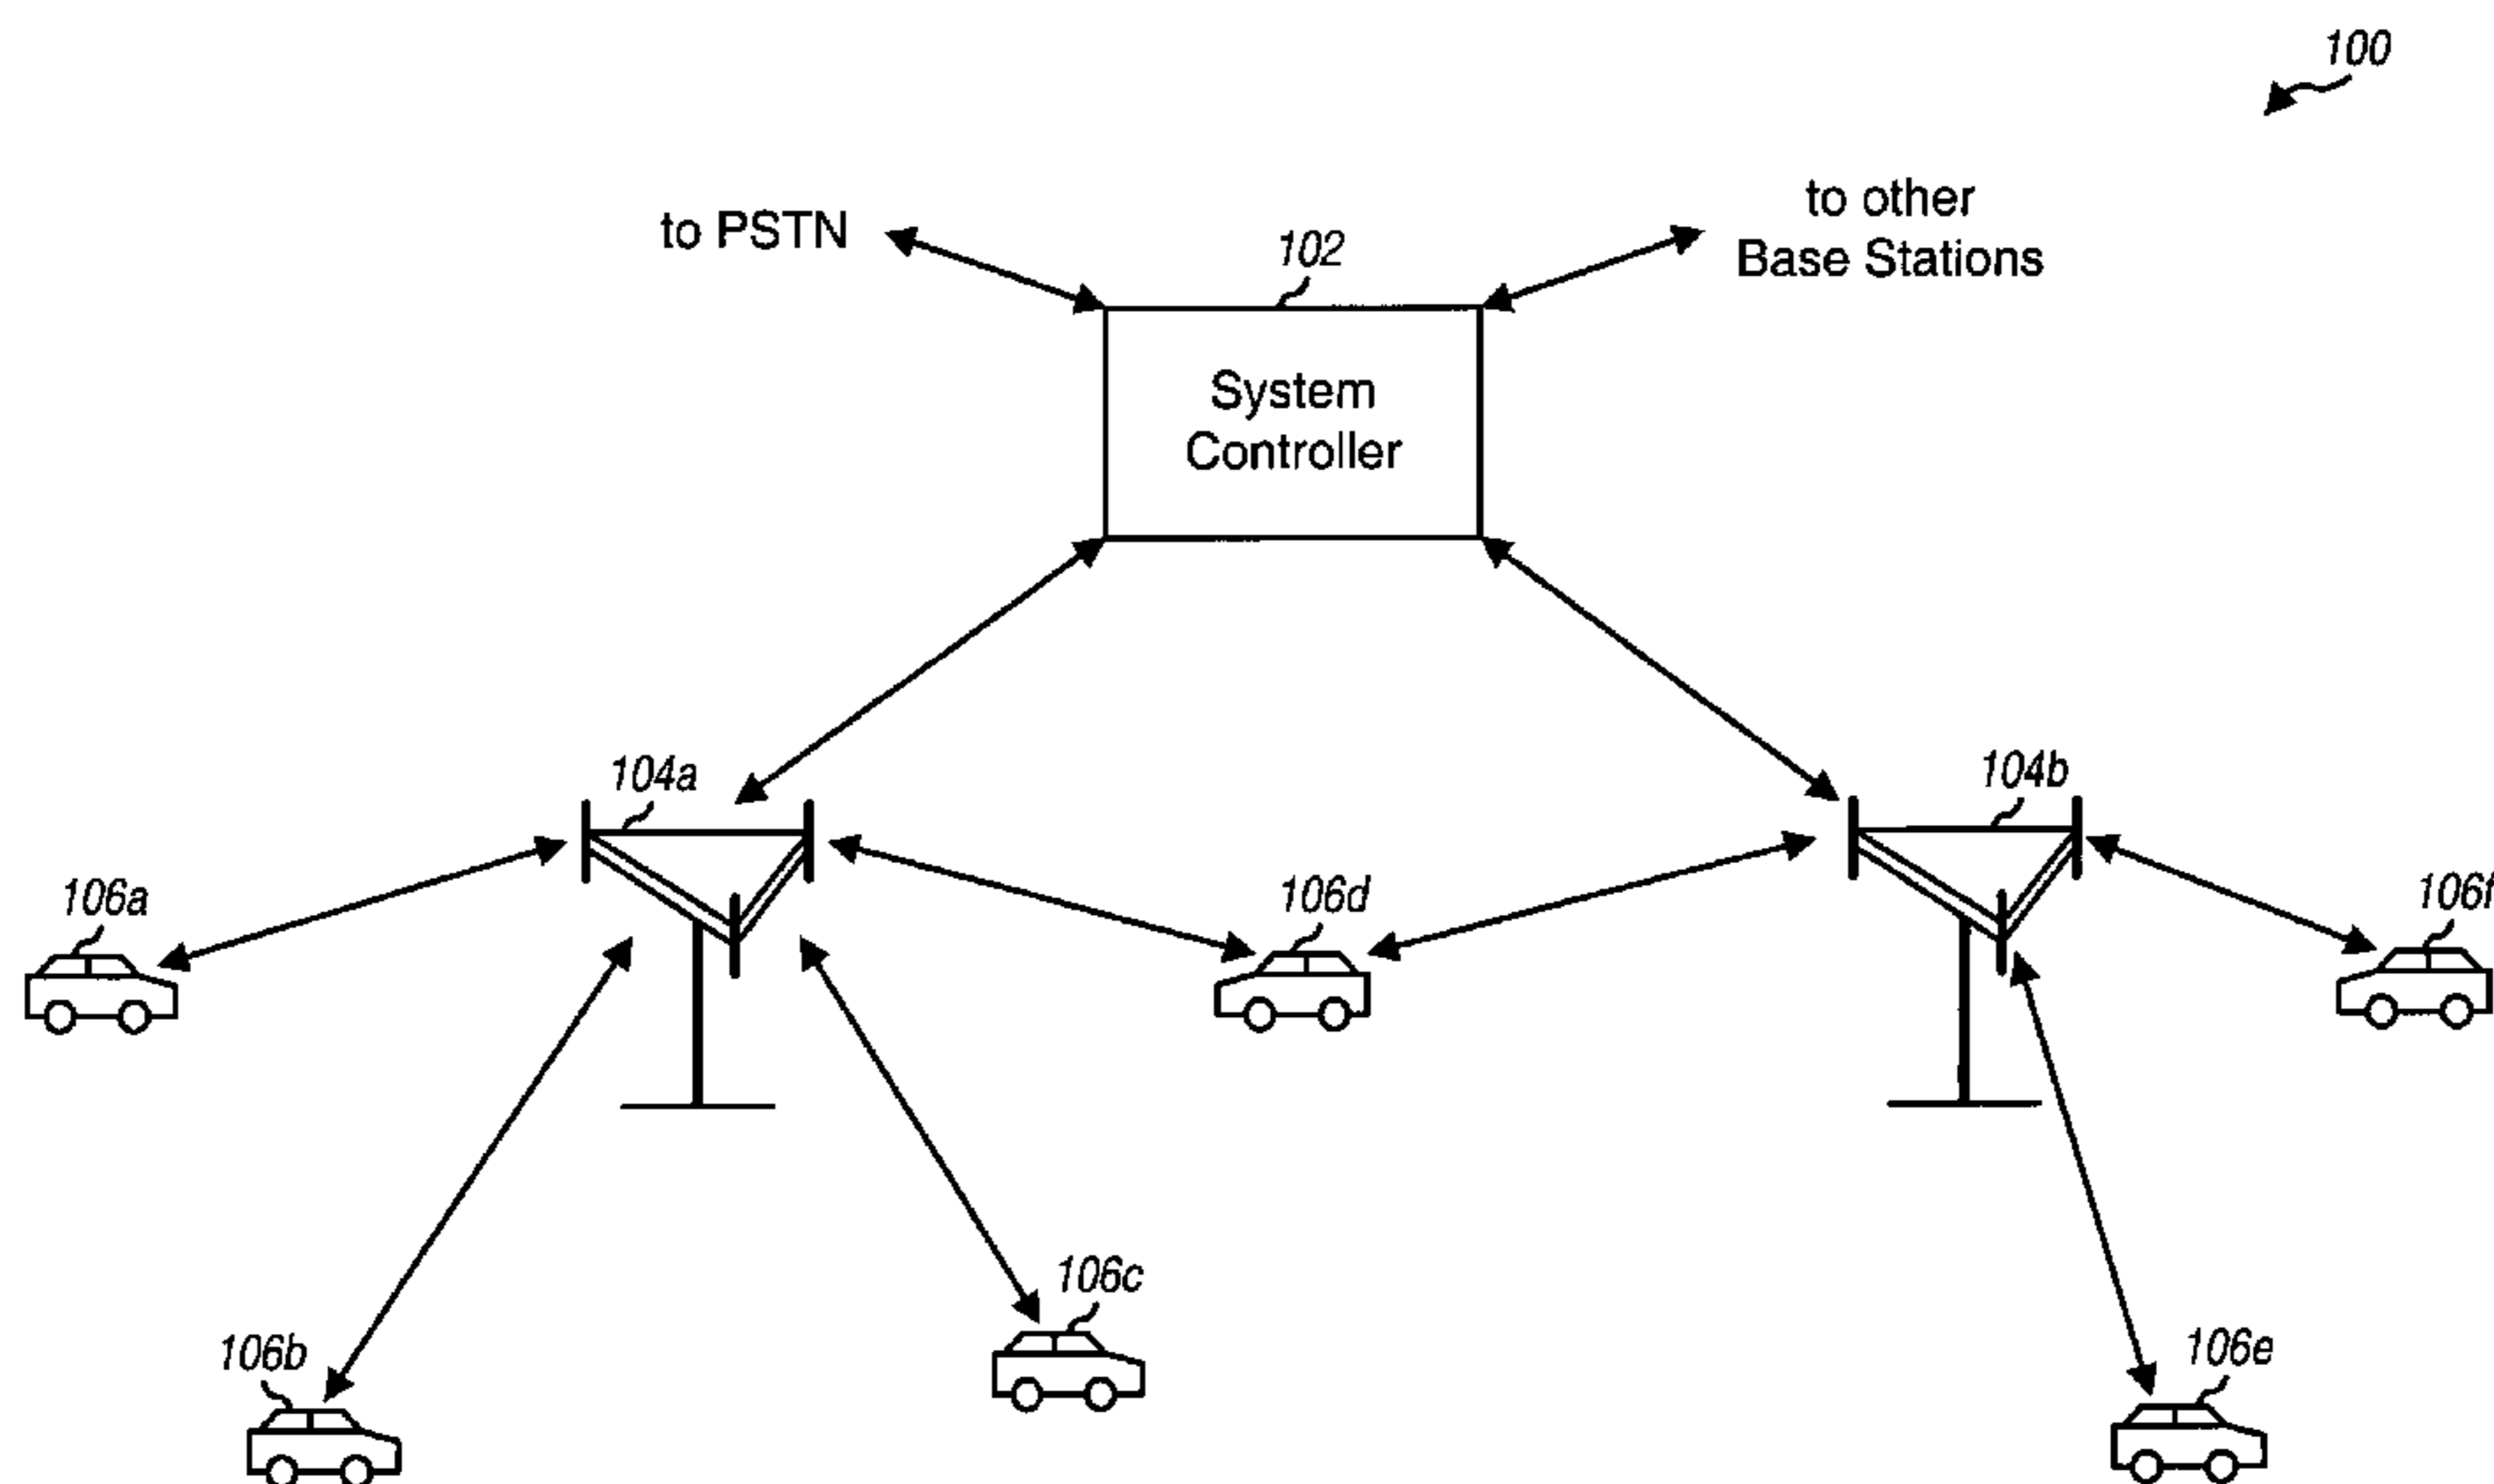 100
to PSTN
to other
Base Stations
102
System
Controller
104a
104b
106a
106d
106f
106c
106b
106e